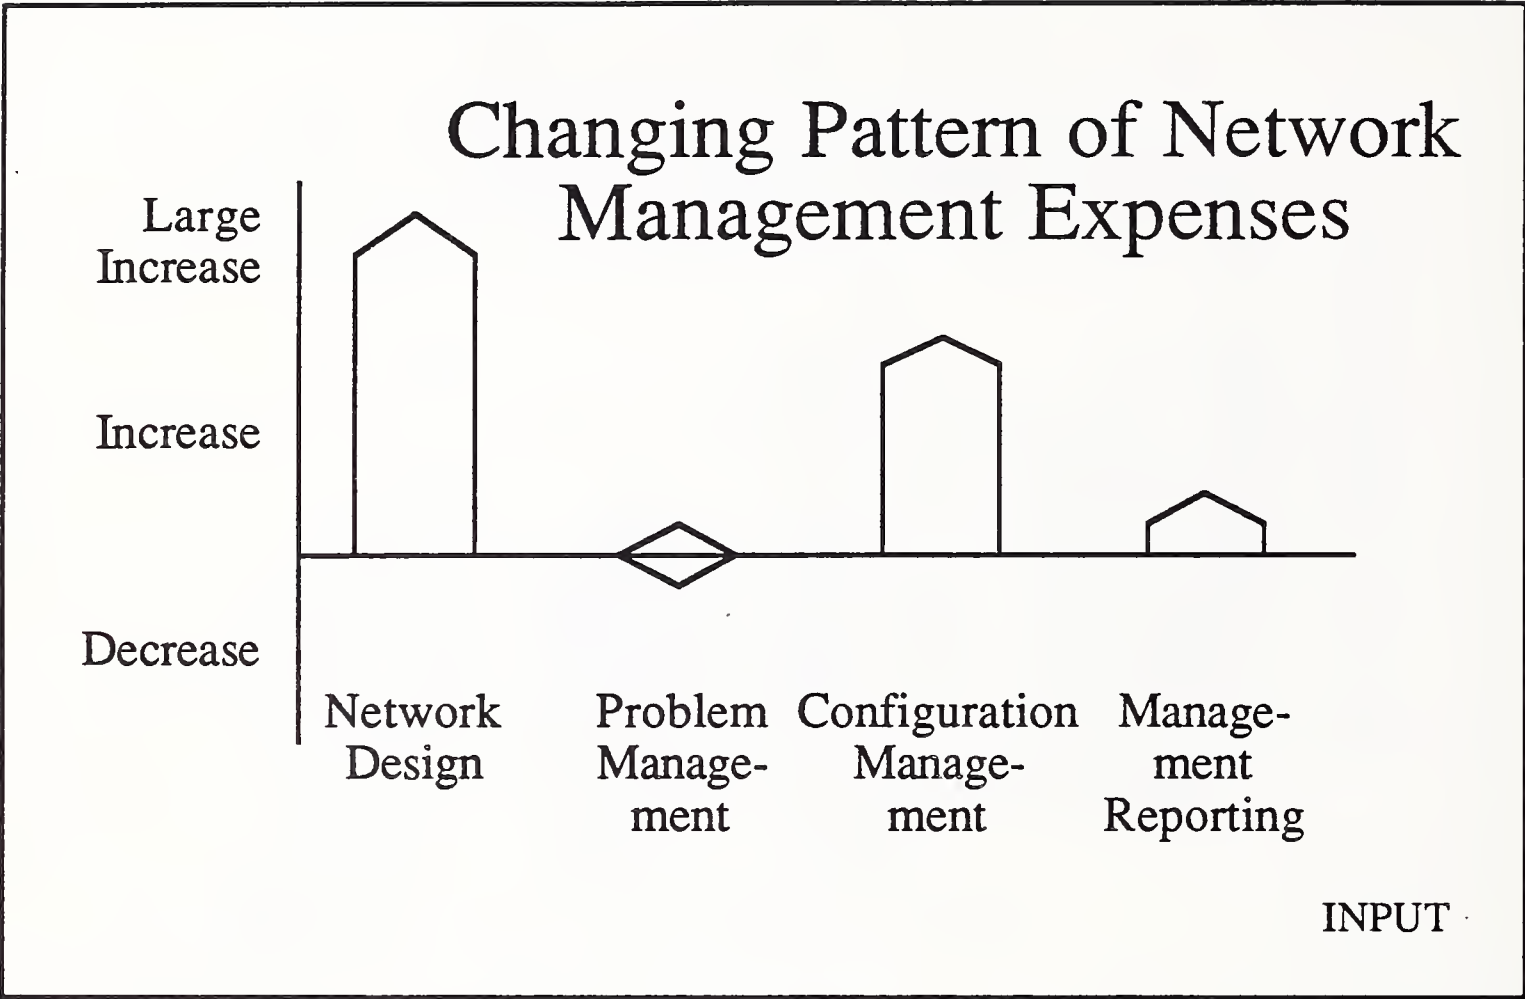 Changing Pattern of Network
Management Expenses
Large
Increase
Increase
Decrease
Network
Design
Problem
Manage-
ment
Configuration
Manage-
ment
Manage-
ment
Reporting
INPUT